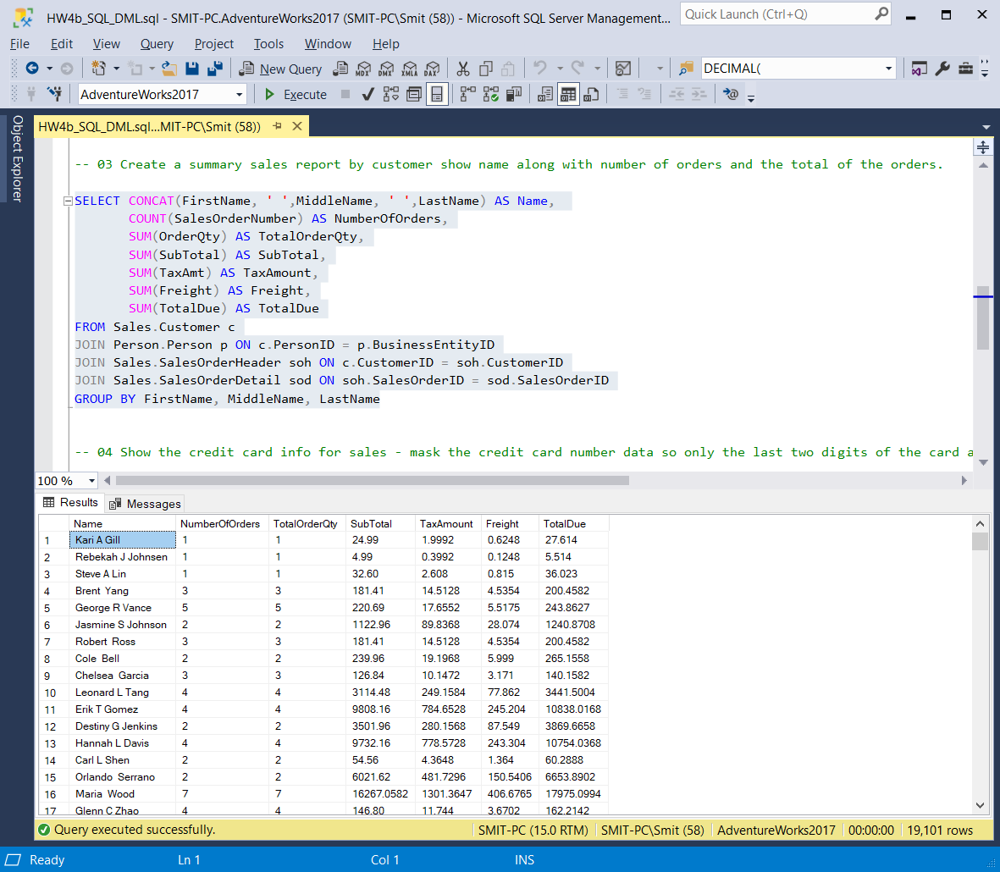 HW4b_SQL_DML.sql - SMIT-PC.AdventureWorks2017 (SMIT-PC\Smit (58)) - Microsoft SQL Server Management...
Quick Launch (Ctrl+Q)
File Edit View Query Project Tools Window Help
New Query MDX DMX XMLA DAX DECIMAL(
AdventureWorks2017 Execute
Object Explorer
HW4b_SQL_DML.sql...MIT-PC\Smit (58))
-- 03 Create a summary sales report by customer show name along with number of orders and the total of the orders.
SELECT CONCAT(FirstName, ' ',MiddleName, ' ',LastName) AS Name,
COUNT(SalesOrderNumber) AS NumberOfOrders,
SUM(OrderQty) AS TotalOrderQty,
SUM(SubTotal) AS SubTotal,
SUM(TaxAmt) AS TaxAmount,
SUM(Freight) AS Freight,
SUM(TotalDue) AS TotalDue
FROM Sales.Customer c
JOIN Person.Person p ON c.PersonID = p.BusinessEntityID
JOIN Sales.SalesOrderHeader soh ON c.CustomerID = soh.CustomerID
JOIN Sales.SalesOrderDetail sod ON soh.SalesOrderID = sod.SalesOrderID
GROUP BY FirstName, MiddleName, LastName
-- 04 Show the credit card info for sales - mask the credit card number data so only the last two digits of the card a
100 %
Results Messages
Name NumberOfOrders TotalOrderQty SubTotal TaxAmount Freight TotalDue
1 Kari A Gill 1 1 24.99 1.9992 0.6248 27.614
2 Rebekah J Johnsen 1 1 4.99 0.3992 0.1248 5.514
3 Steve A Lin 1 1 32.60 2.608 0.815 36.023
4 Brent Yang 3 3 181.41 14.5128 4.5354 200.4582
5 George R Vance 5 5 220.69 17.6552 5.5175 243.8627
6 Jasmine S Johnson 2 2 1122.96 89.8368 28.074 1240.8708
7 Robert Ross 3 3 181.41 14.5128 4.5354 200.4582
8 Cole Bell 2 2 239.96 19.1968 5.999 265.1558
9 Chelsea Garcia 3 3 126.84 10.1472 3.171 140.1582
10 Leonard L Tang 4 4 3114.48 249.1584 77.862 3441.5004
11 Erik T Gomez 4 4 9808.16 784.6528 245.204 10838.0168
12 Destiny G Jenkins 2 2 3501.96 280.1568 87.549 3869.6658
13 Hannah L Davis 4 4 9732.16 778.5728 243.304 10754.0368
14 Carl L Shen 2 2 54.56 4.3648 1.364 60.2888
15 Orlando Serrano 2 2 6021.62 481.7296 150.5406 6653.8902
16 Maria Wood 7 7 16267.0582 1301.3647 406.6765 17975.0994
17 Glenn C Zhao 4 4 146.80 11.744 3.6702 162.2142
Query executed successfully. SMIT-PC (15.0 RTM) SMIT-PC\Smit (58) AdventureWorks2017 00:00:00 19,101 rows
Ready Ln 1 Col 1 INS